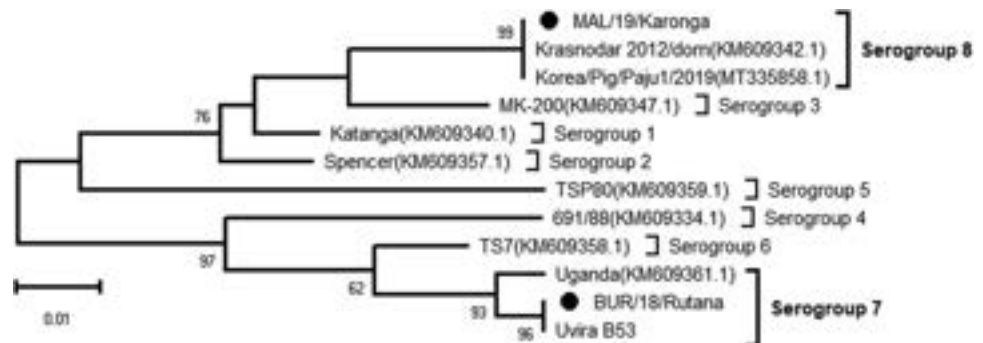 MAL/19/Karonga
99
Krasnodar 2012/dom(KM609342.1)
Serogroup 8
Korea/Pig/Paju1/2019(MT335858.1)
MK-200(KM609347.1) Serogroup 3
76
Katanga(KM609340.1) Serogroup 1
Spencer(KM609357.1) Serogroup 2
TSP80(KM609359.1) Serogroup 5
691/88(KM609334.1) Serogroup 4
97
TS7(KM609358.1) Serogroup 6
Uganda(KM609361.1)
62
BUR/18/Rutana
Serogroup 7
93
96
Uvira B53
0.01